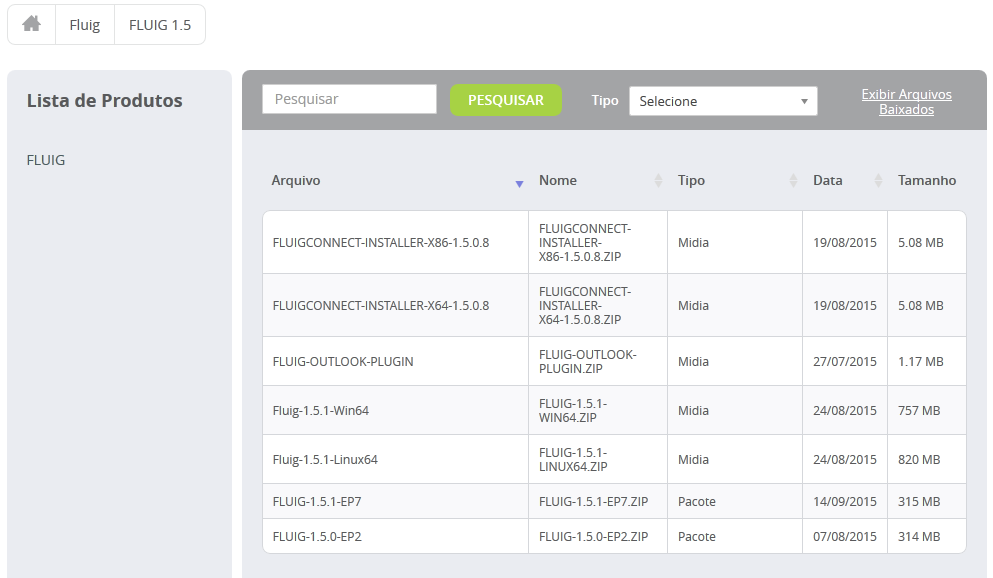 Fluig
FLUIG 1.5
Lista de Produtos
FLUIG
Pesquisar
PESQUISAR
Tipo
Selecione
Exibir Arquivos
Baixados
Arquivo
Nome
Tipo
Data
Tamanho
FLUIGCONNECT-INSTALLER-X86-1.5.0.8
FLUIGCONNECT-
INSTALLER-
X86-1.5.0.8.ZIP
Midia
19/08/2015
5.08 MB
FLUIGCONNECT-INSTALLER-X64-1.5.0.8
FLUIGCONNECT-
INSTALLER-
X64-1.5.0.8.ZIP
Midia
19/08/2015
5.08 MB
FLUIG-OUTLOOK-PLUGIN
FLUIG-OUTLOOK-
PLUGIN.ZIP
Midia
27/07/2015
1.17 MB
Fluig-1.5.1-Win64
FLUIG-1.5.1-
WIN64.ZIP
Midia
24/08/2015
757 MB
Fluig-1.5.1-Linux64
FLUIG-1.5.1-
LINUX64.ZIP
Midia
24/08/2015
820 MB
FLUIG-1.5.1-EP7
FLUIG-1.5.1-EP7.ZIP
Pacote
14/09/2015
315 MB
FLUIG-1.5.0-EP2
FLUIG-1.5.0-EP2.ZIP
Pacote
07/08/2015
314 MB